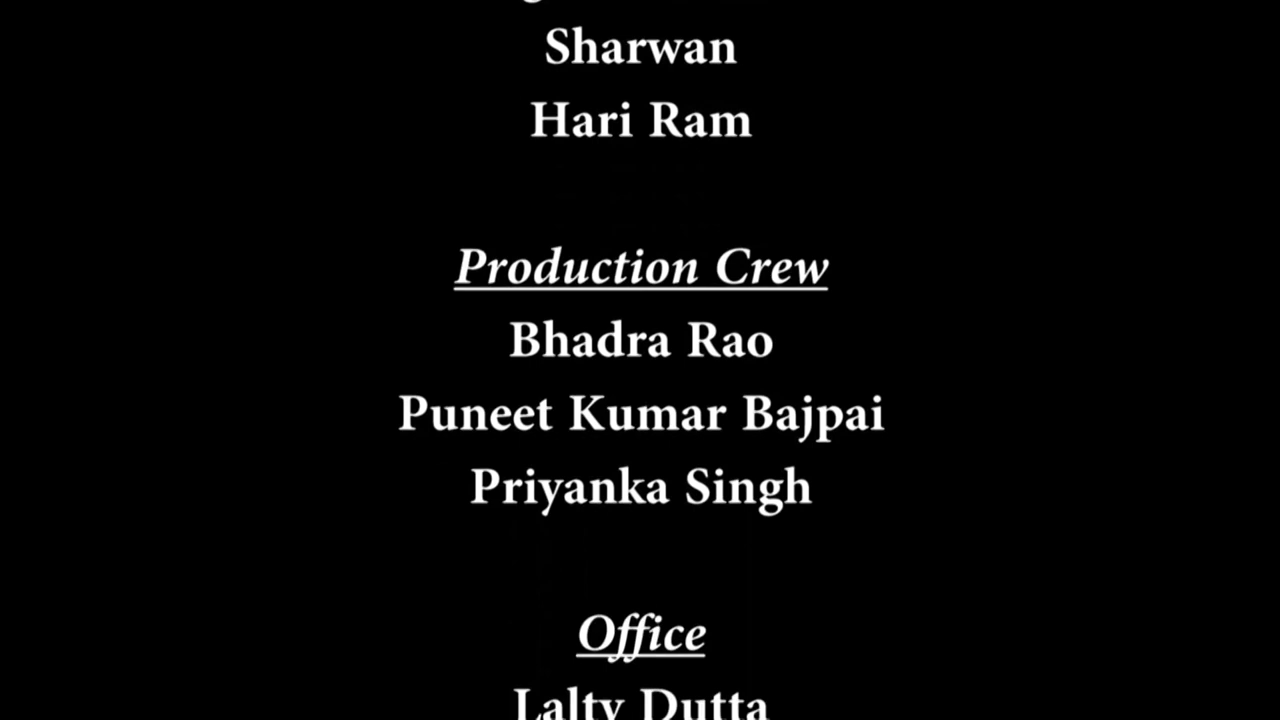 Sharwan
Hari Ram
Production Crew
Bhadra Rao
Puneet Kumar Bajpai
Priyanka Singh
Office
Lalty Dutta